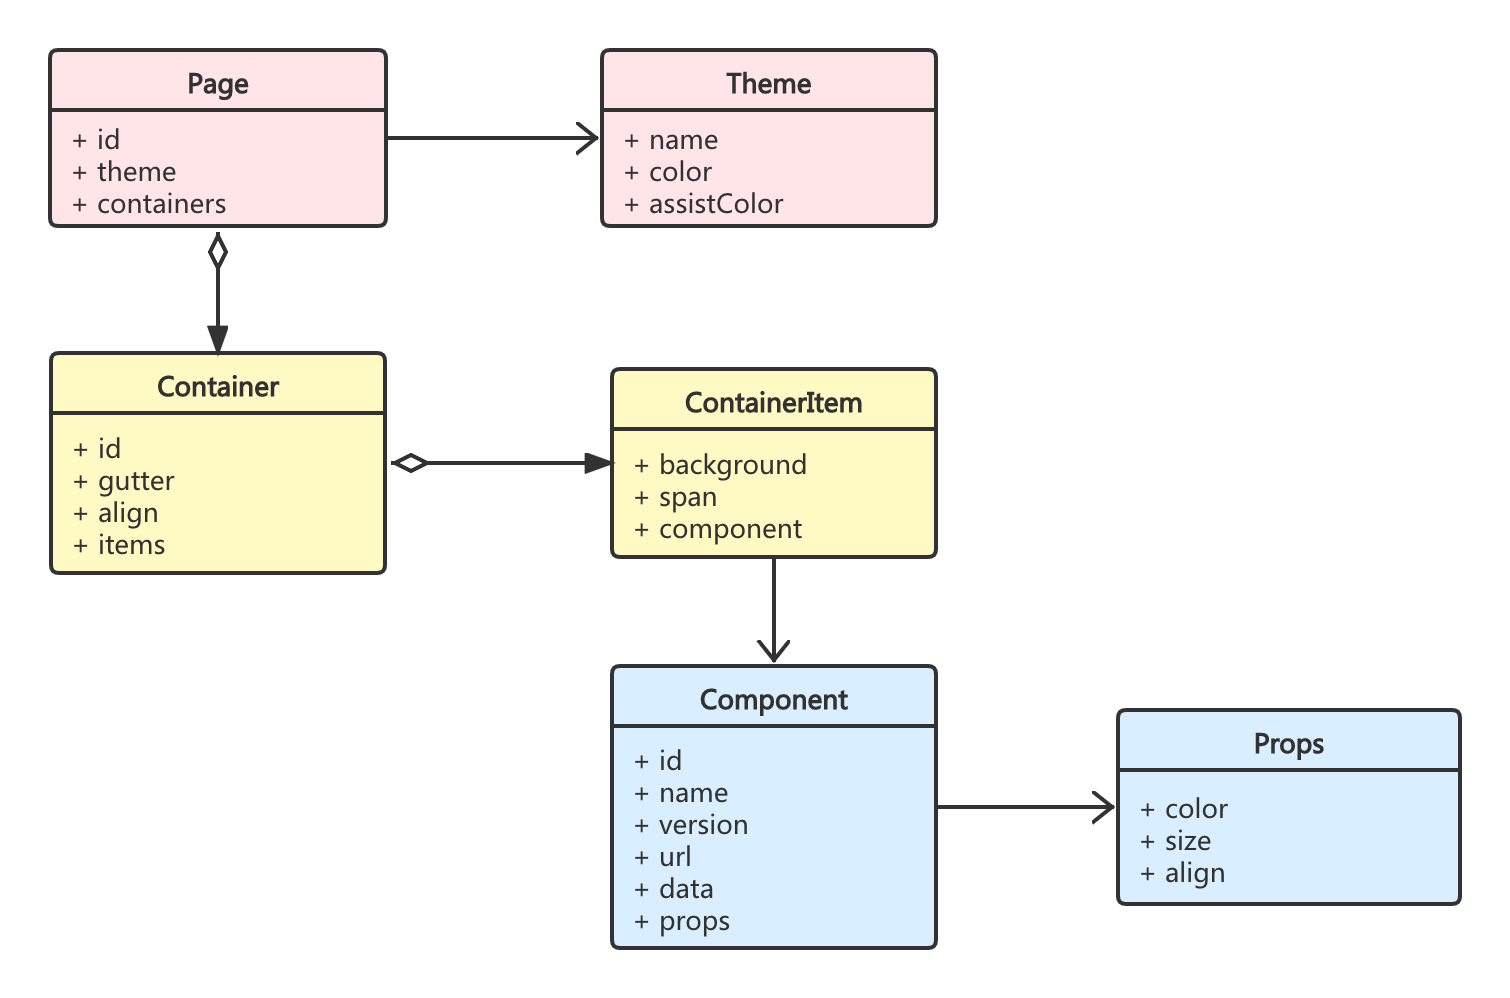 Page
+ id
+ theme
+ containers
Theme
+ name
+ color
+ assistColor
Container
+ id
+ gutter
+ align
+ items
ContainerItem
+ background
+ span
+ component
Component
+ id
+ name
+ version
+ url
+ data
+ props
Props
+ color
+ size
+ align